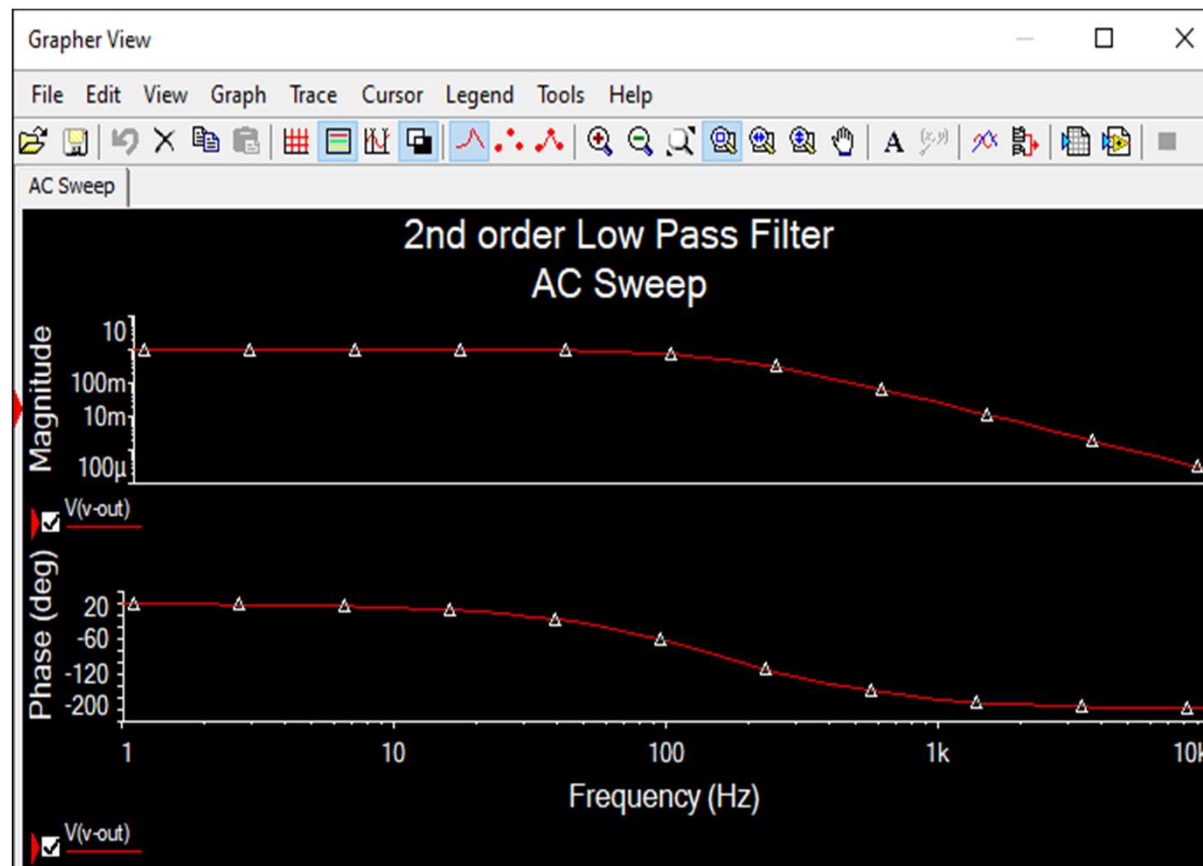 Grapher View
File Edit View Graph Trace Cursor Legend Tools Help
A (x,y)
AC Sweep
2nd order Low Pass Filter
AC Sweep
Magnitude
10
100m
10m
100µ
V(v-out)
Phase (deg)
20
-60
-120
-200
1 10 100 1k 10k
Frequency (Hz)
V(v-out)